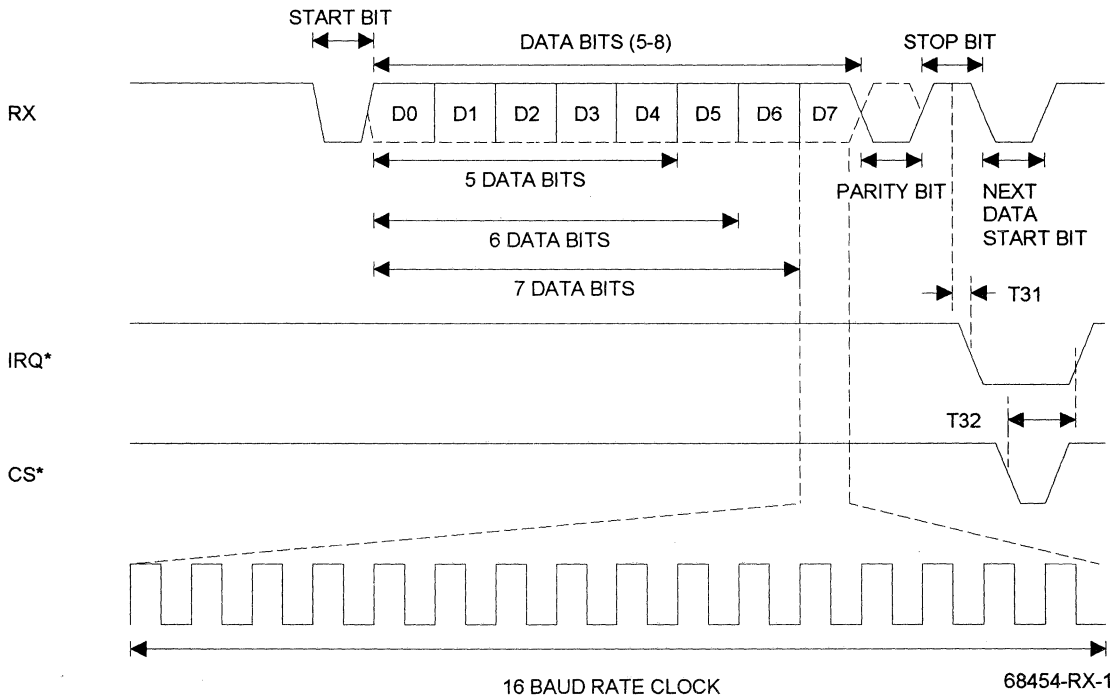 START BIT
DATA BITS (5-8)
STOP BIT
RX
D0 D1 D2 D3 D4 D5 D6 D7
5 DATA BITS
PARITY BIT
NEXT
DATA
START BIT
6 DATA BITS
7 DATA BITS
T31
IRQ*
T32
CS*
16 BAUD RATE CLOCK
68454-RX-1